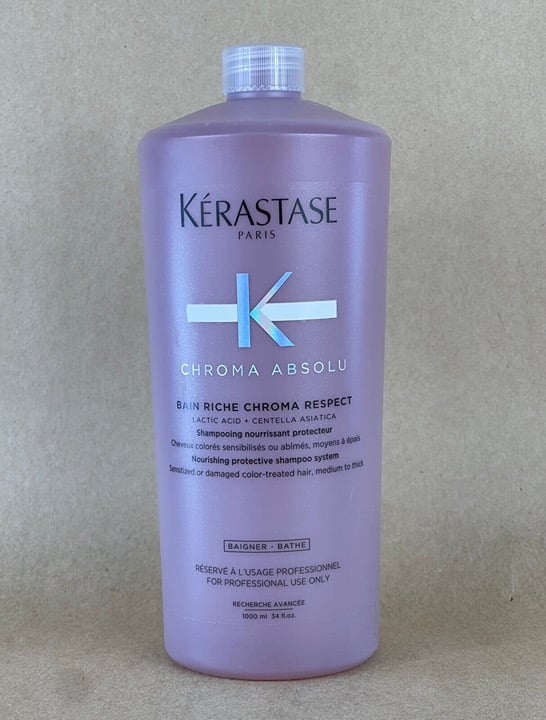 KÉRASTASE
PARIS
K
CHROMA ABSOLU
BAIN RICHE CHROMA RESPECT
LACTIC ACID + CENTELLA ASIATICA
Shampooing nourrissant protecteur
Cheveux colorés sensibilisés ou abîmés, moyens à épais
Nourishing protective shampoo system
Sensitized or damaged color-treated hair, medium to thick
BAIGNER - BATHE
RÉSERVÉ À L'USAGE PROFESSIONNEL
FOR PROFESSIONAL USE ONLY
RECHERCHE AVANCÉE
1000 ml 34 fl.oz.